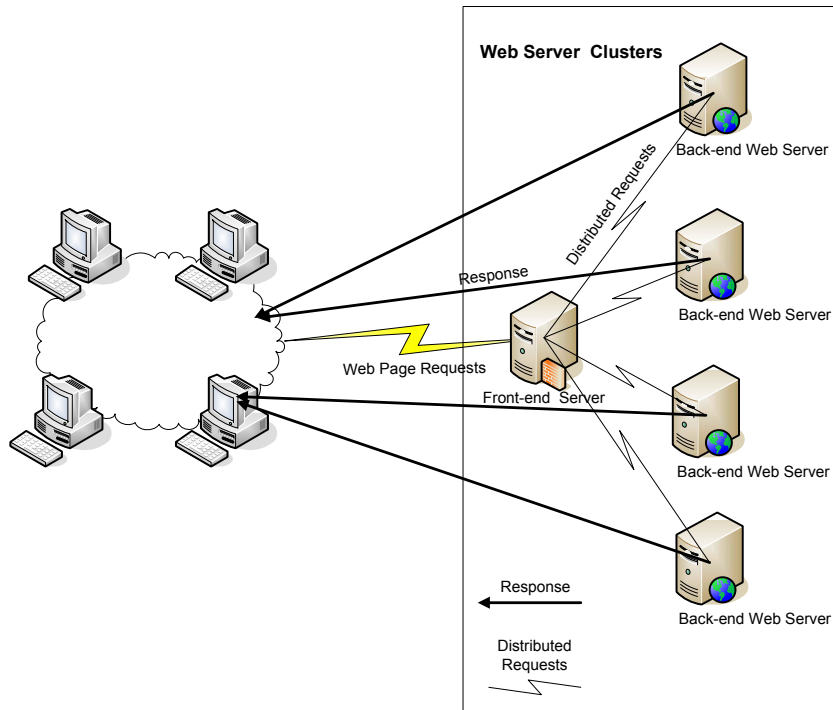 Web Server Clusters
Back-end Web Server
Distributed Requests
Response
Back-end Web Server
Web Page Requests
Front-end Server
Back-end Web Server
Response
Back-end Web Server
Distributed
Requests